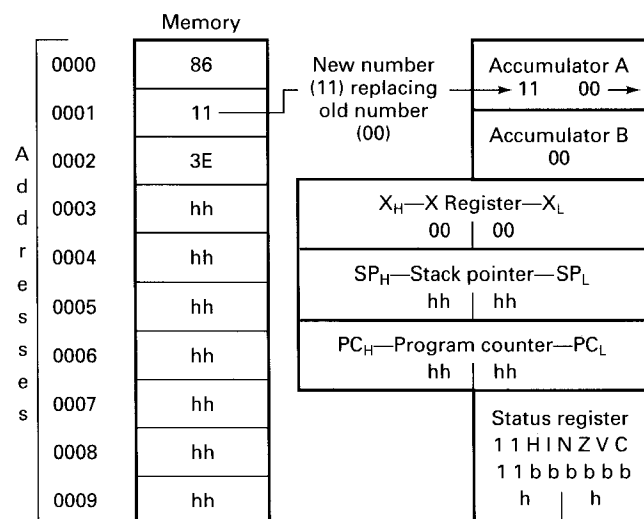 Memory
0000 86
0001 11
0002 3E
0003 hh
0004 hh
0005 hh
0006 hh
0007 hh
0008 hh
0009 hh
Addresses
New number
(11) replacing
old number
(00)
Accumulator A
11 00
Accumulator B
00
XH—X Register—XL
00 00
SPH—Stack pointer—SPL
hh hh
PCH—Program counter—PCL
hh hh
Status register
1 1 H I N Z V C
1 1 b b b b b b
h h